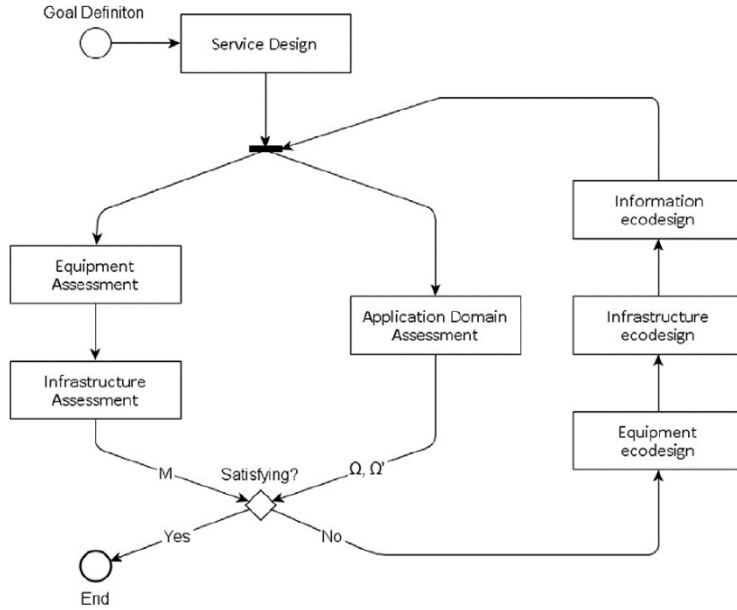 Goal Definiton
Service Design
Information
ecodesign
Equipment
Assessment
Application Domain
Assessment
Infrastructure
ecodesign
Infrastructure
Assessment
Equipment
ecodesign
M
Satisfying?
Ω, Ω'
Yes
No
End